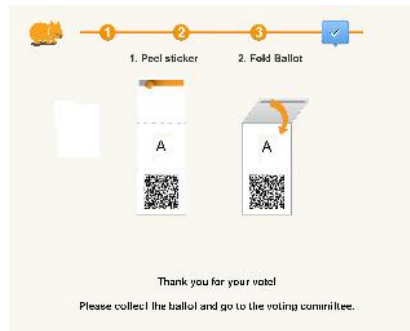 1
2
3
1. Peel sticker
2. Fold Ballot
A
A
Thank you for your vote!
Please collect the ballot and go to the voting committee.